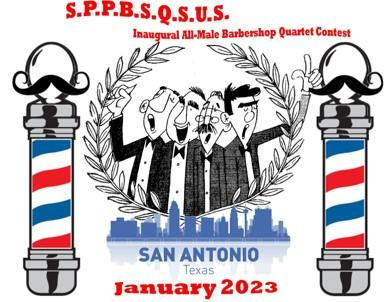 S.P.P.B.S.Q.S.U.S.
Inaugural All-Male Barbershop Quartet Contest
SAN ANTONIO
Texas
January 2023